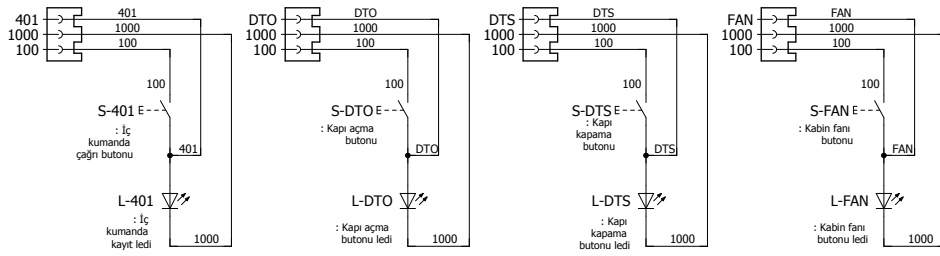 401 401
1000 1000
100 100
100
S-401 E
: İç
kumanda
çağrı butonu
401
L-401
: İç
kumanda
kayıt ledi
1000
DTO DTO
1000 1000
100 100
100
S-DTO E
: Kapı açma
butonu
DTO
L-DTO
: Kapı açma
butonu ledi
1000
DTS DTS
1000 1000
100 100
100
S-DTS E
: Kapı
kapama
butonu
DTS
L-DTS
: Kapı
kapama
butonu ledi
1000
FAN FAN
1000 1000
100 100
100
S-FAN E
: Kabin fanı
butonu
FAN
L-FAN
: Kabin fanı
butonu ledi
1000